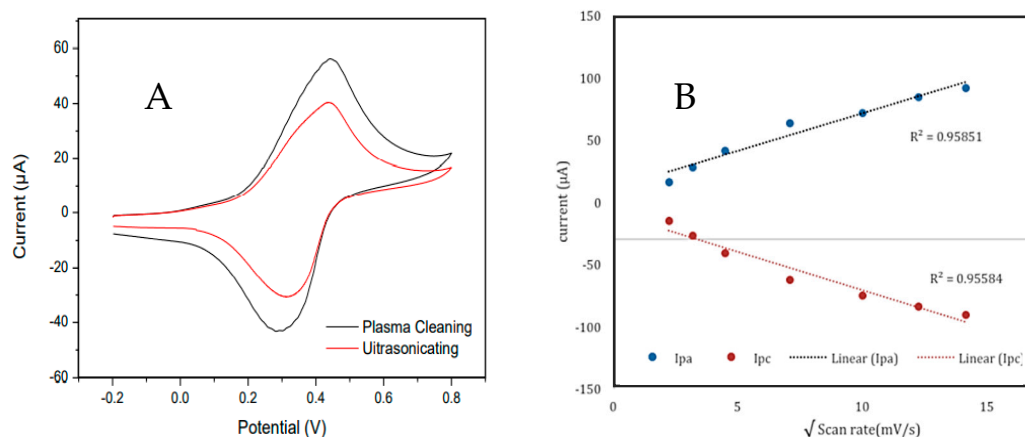 A
Current (µA)
60
40
20
0
-20
-40
-60
-0.2 0.0 0.2 0.4 0.6 0.8
Potential (V)
Plasma Cleaning
Uitrasonicating
B
current (µA)
150
100
50
0
-50
-100
-150
0 5 10 15
√ Scan rate(mV/s)
R² = 0.95851
R² = 0.95584
Ipa Ipc Linear (Ipa) Linear (Ipc)